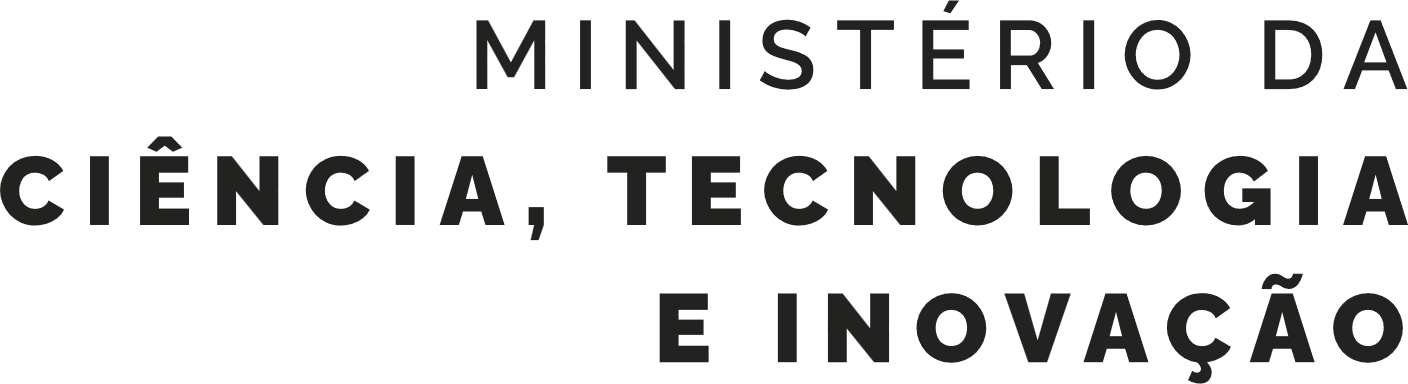 MINISTÉRIO DA
CIÊNCIA, TECNOLOGIA
E INOVAÇÃO